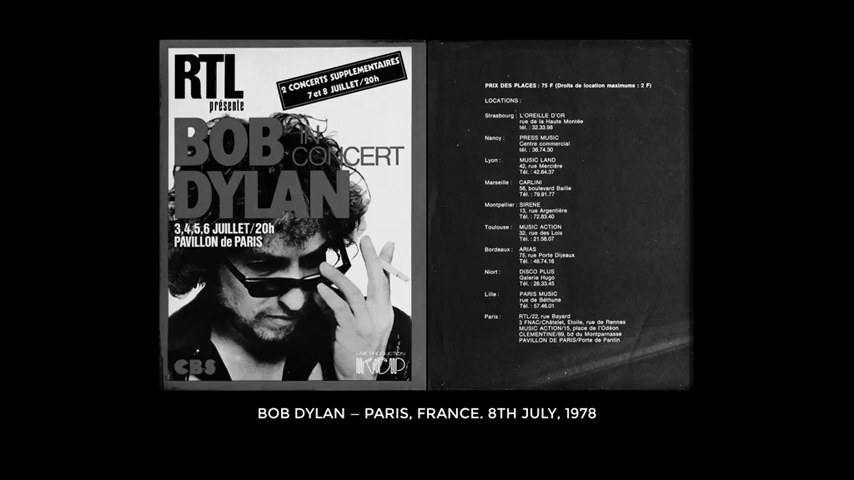 RTL
présente
2 CONCERTS SUPPLEMENTAIRES
7 et 8 JUILLET/20h
BOB
IN
CONCERT
DYLAN
3,4,5,6 JUILLET/20h
PAVILLON de PARIS
CBS
UNE PRODUCTION
KCP
PRIX DES PLACES : 75 F (Droits de location maximums : 2 F)
LOCATIONS :
Strasbourg : L'OREILLE D'OR
rue de la Haute Montée
tél. : 32.33.98
Nancy : PRESS MUSIC
Centre commercial
tél. : 36.74.30
Lyon : MUSIC LAND
42, rue Mercière
Tél. : 42.64.37
Marseille : CARLINI
56, boulevard Baille
Tél. : 79.91.77
Montpellier : SIRENE
13, rue Argentière
Tél. : 72.83.40
Toulouse : MUSIC ACTION
32, rue des Lois
Tél. : 21.56.07
Bordeaux : ARIAS
75, rue Porte Dijeaux
Tél. : 48.74.16
Niort : DISCO PLUS
Galerie Hugo
Tél. : 28.33.45
Lille : PARIS MUSIC
rue de Béthune
Tél. : 57.46.01
Paris : RTL/22, rue Bayard
3 FNAC/Châtelet, Etoile, rue de Rennes
MUSIC ACTION/15, place de l'Odéon
CLEMENTINE/89, bd du Montparnasse
PAVILLON DE PARIS/Porte de Pantin
BOB DYLAN – PARIS, FRANCE. 8TH JULY, 1978